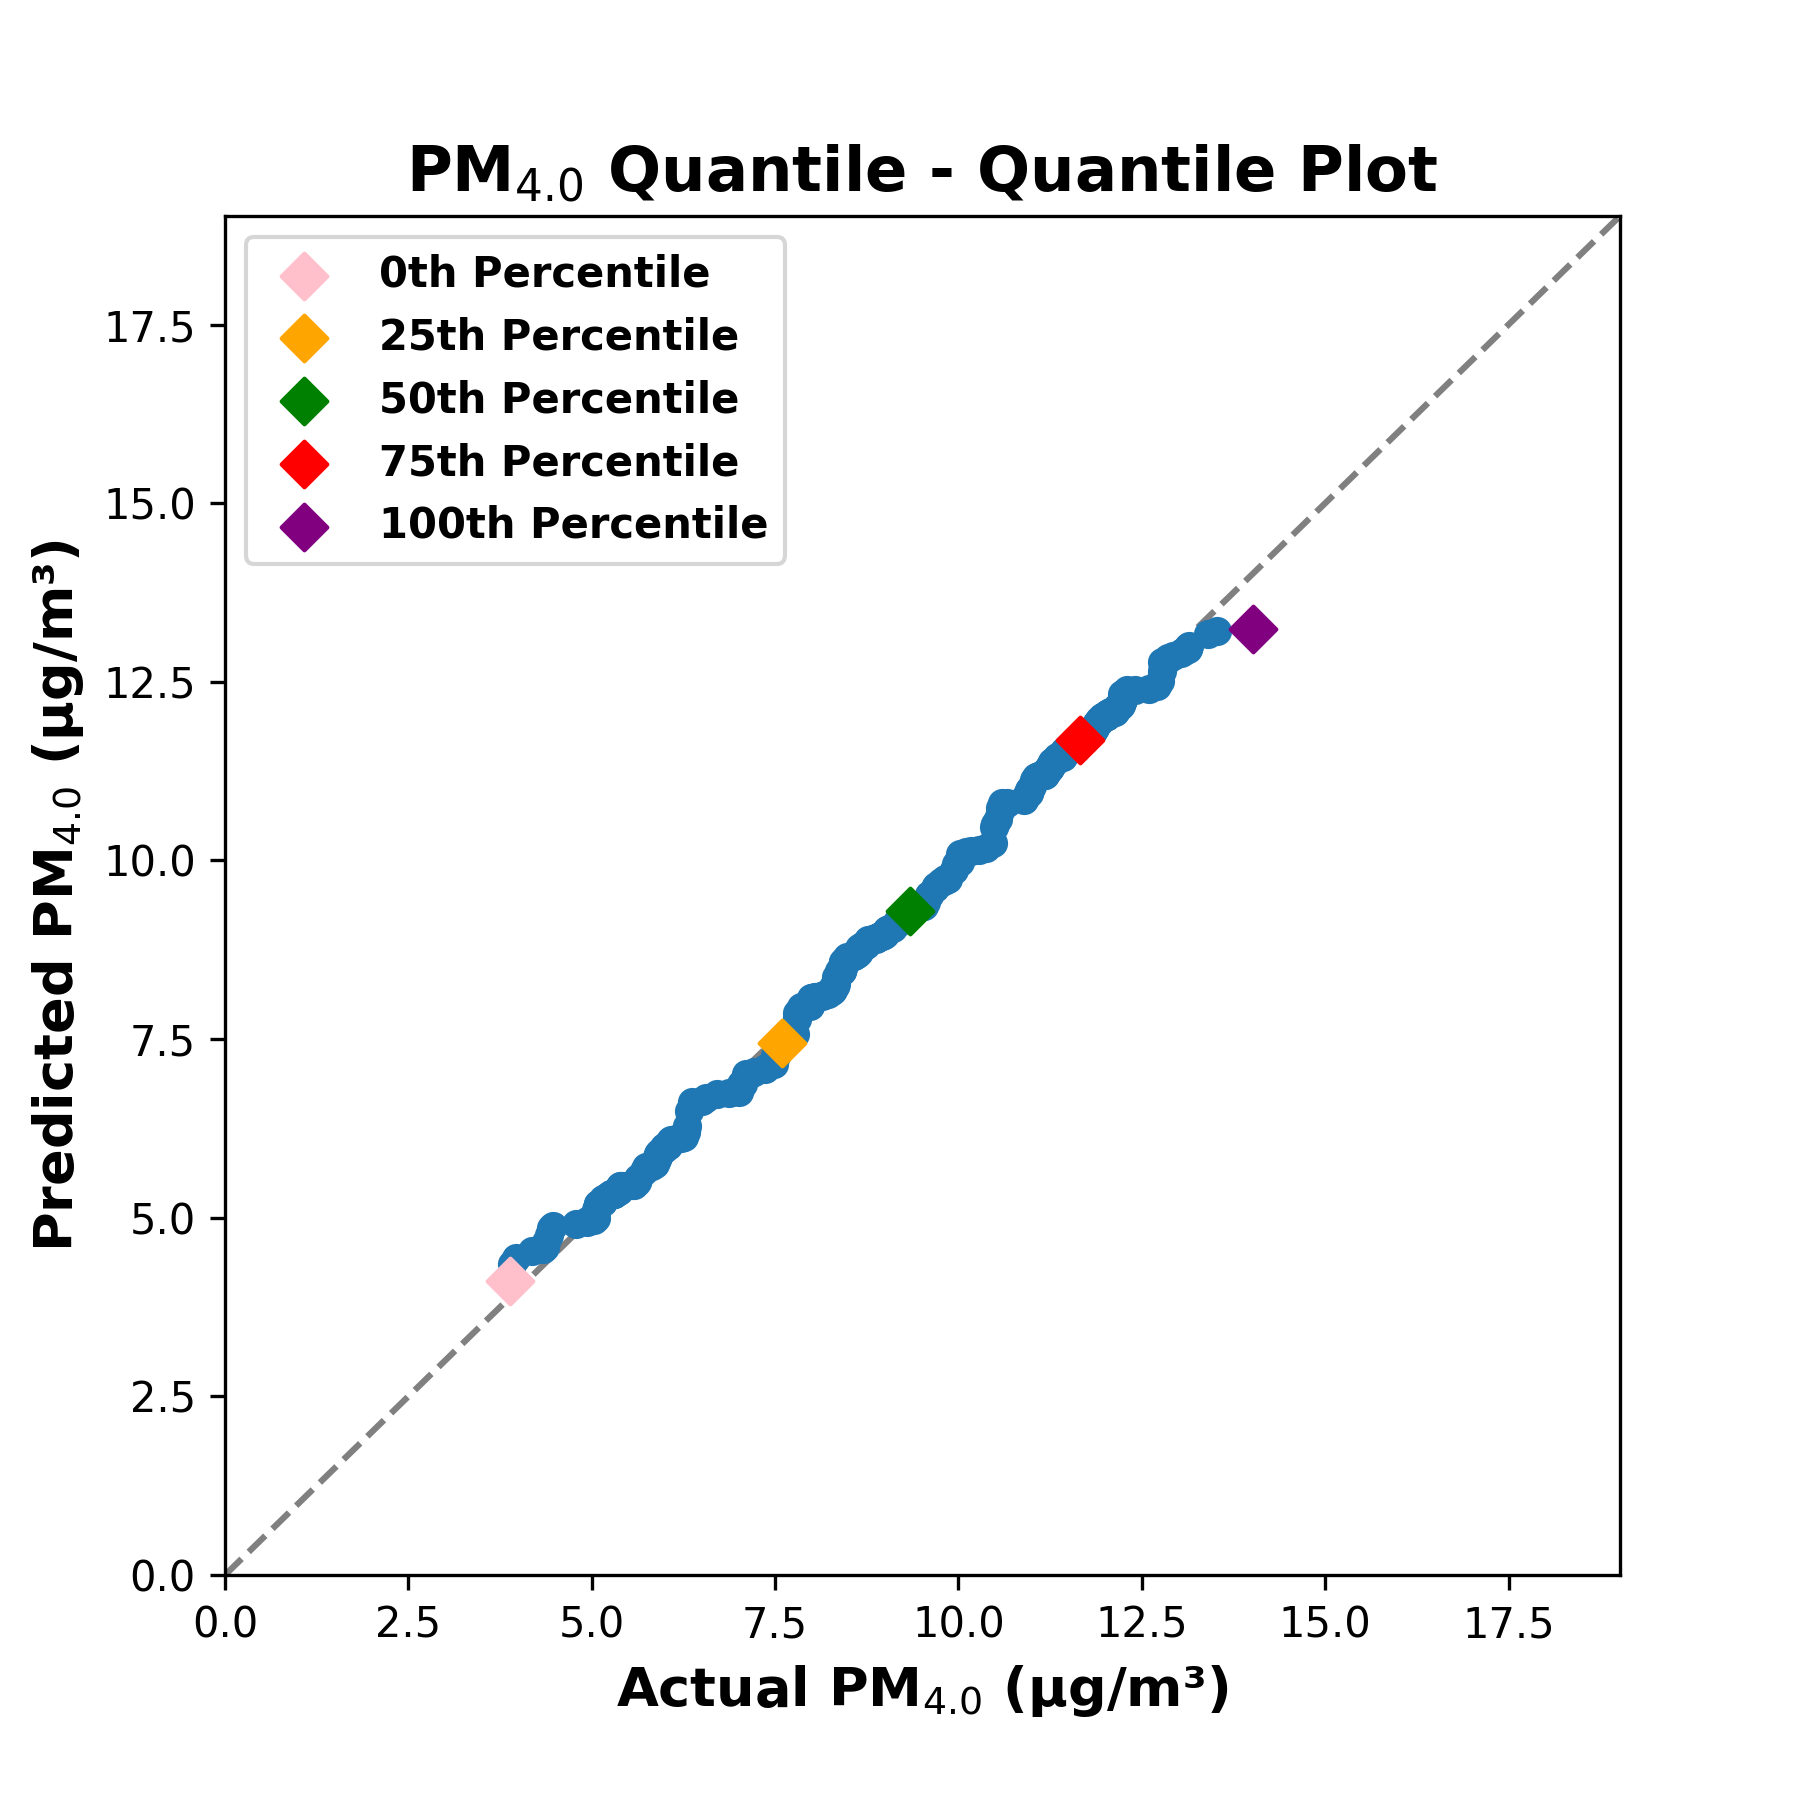 PM4.0 Quantile - Quantile Plot
0th Percentile
25th Percentile
50th Percentile
75th Percentile
100th Percentile
Predicted PM4.0 (µg/m³)
17.5
15.0
12.5
10.0
7.5
5.0
2.5
0.0
0.0 2.5 5.0 7.5 10.0 12.5 15.0 17.5
Actual PM4.0 (µg/m³)